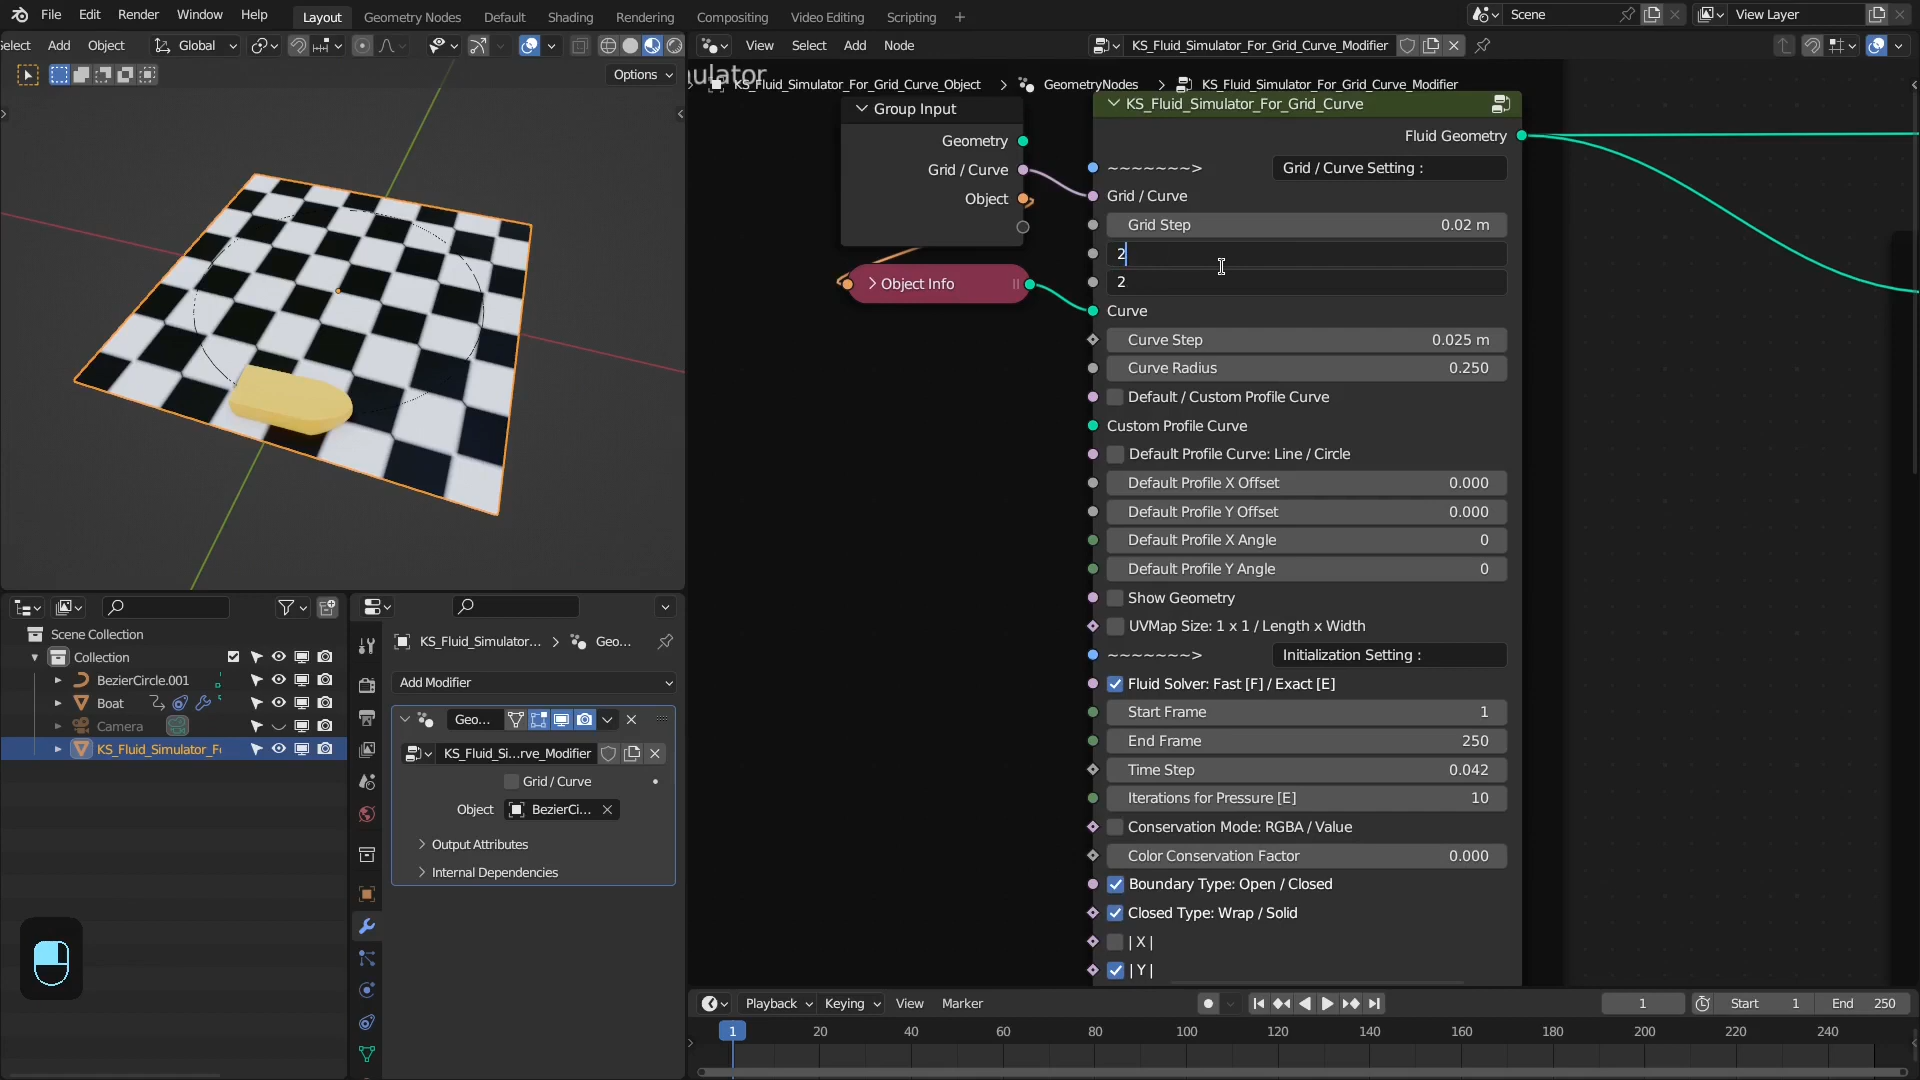 File Edit Render Window Help Layout Geometry Nodes Default Shading Rendering Compositing Video Editing Scripting + Scene View Layer
elect Add Object Global View Select Add Node KS_Fluid_Simulator_For_Grid_Curve_Modifier
Options
ulator
KS_Fluid_Simulator_For_Grid_Curve_Object > GeometryNodes > KS_Fluid_Simulator_For_Grid_Curve_Modifier
Group Input
Geometry
Grid / Curve
Object
Object Info
KS_Fluid_Simulator_For_Grid_Curve
Fluid Geometry
~~~~~~~> Grid / Curve Setting :
Grid / Curve
Grid Step 0.02 m
2
2
Curve
Curve Step 0.025 m
Curve Radius 0.250
Default / Custom Profile Curve
Custom Profile Curve
Default Profile Curve: Line / Circle
Default Profile X Offset 0.000
Default Profile Y Offset 0.000
Default Profile X Angle 0
Default Profile Y Angle 0
Show Geometry
UVMap Size: 1 x 1 / Length x Width
~~~~~~~> Initialization Setting :
Fluid Solver: Fast [F] / Exact [E]
Start Frame 1
End Frame 250
Time Step 0.042
Iterations for Pressure [E] 10
Conservation Mode: RGBA / Value
Color Conservation Factor 0.000
Boundary Type: Open / Closed
Closed Type: Wrap / Solid
| X |
| Y |
Scene Collection
Collection
BezierCircle.001
Boat
Camera
KS_Fluid_Simulator_F
KS_Fluid_Simulator... > Geo...
Add Modifier
Geo...
KS_Fluid_Si...rve_Modifier
Grid / Curve
Object BezierCi...
Output Attributes
Internal Dependencies
Playback Keying View Marker 1 Start 1 End 250
1 20 40 60 80 100 120 140 160 180 200 220 240